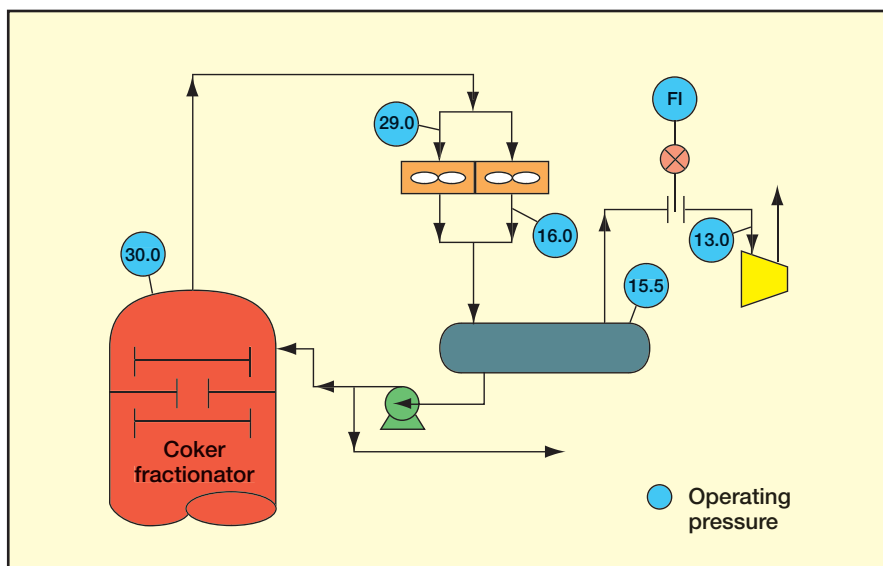 FI
29.0
30.0
16.0
13.0
15.5
Coker
fractionator
Operating
pressure